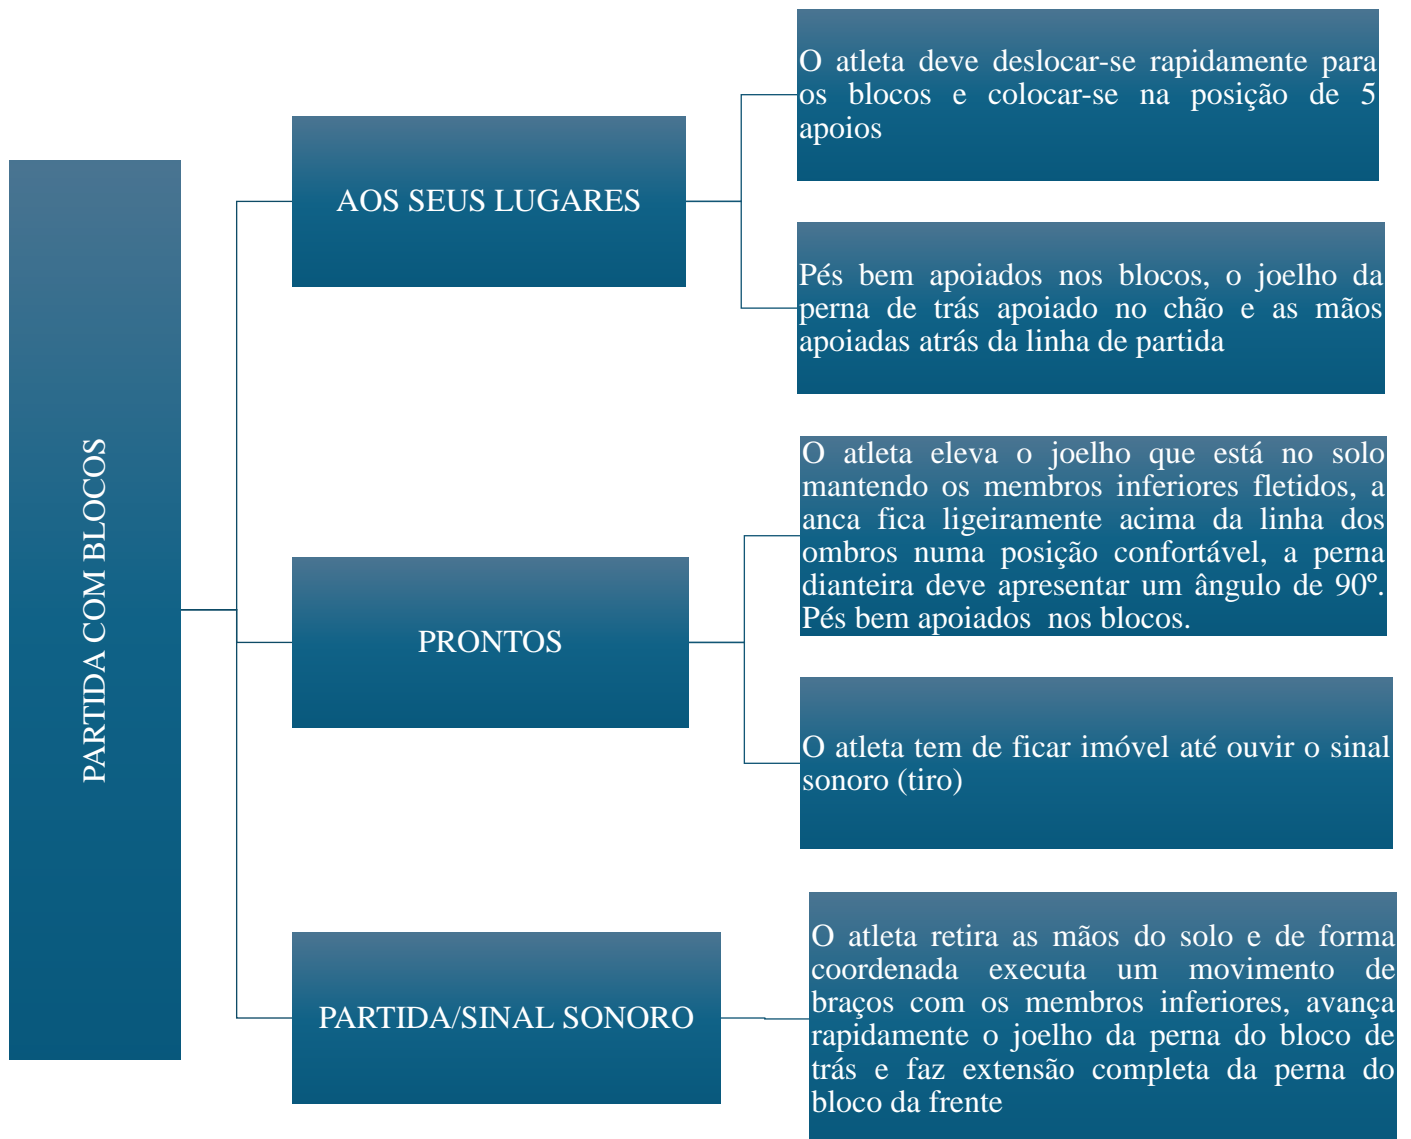 PARTIDA COM BLOCOS
AOS SEUS LUGARES
O atleta deve deslocar-se rapidamente para
os blocos e colocar-se na posição de 5
apoios
Pés bem apoiados nos blocos, o joelho da
perna de trás apoiado no chão e as mãos
apoiadas atrás da linha de partida
PRONTOS
O atleta eleva o joelho que está no solo
mantendo os membros inferiores fletidos, a
anca fica ligeiramente acima da linha dos
ombros numa posição confortável, a perna
dianteira deve apresentar um ângulo de 90º.
Pés bem apoiados  nos blocos.
O atleta tem de ficar imóvel até ouvir o sinal
sonoro (tiro)
PARTIDA/SINAL SONORO
O atleta retira as mãos do solo e de forma
coordenada executa um movimento de
braços com os membros inferiores, avança
rapidamente o joelho da perna do bloco de
trás e faz extensão completa da perna do
bloco da frente